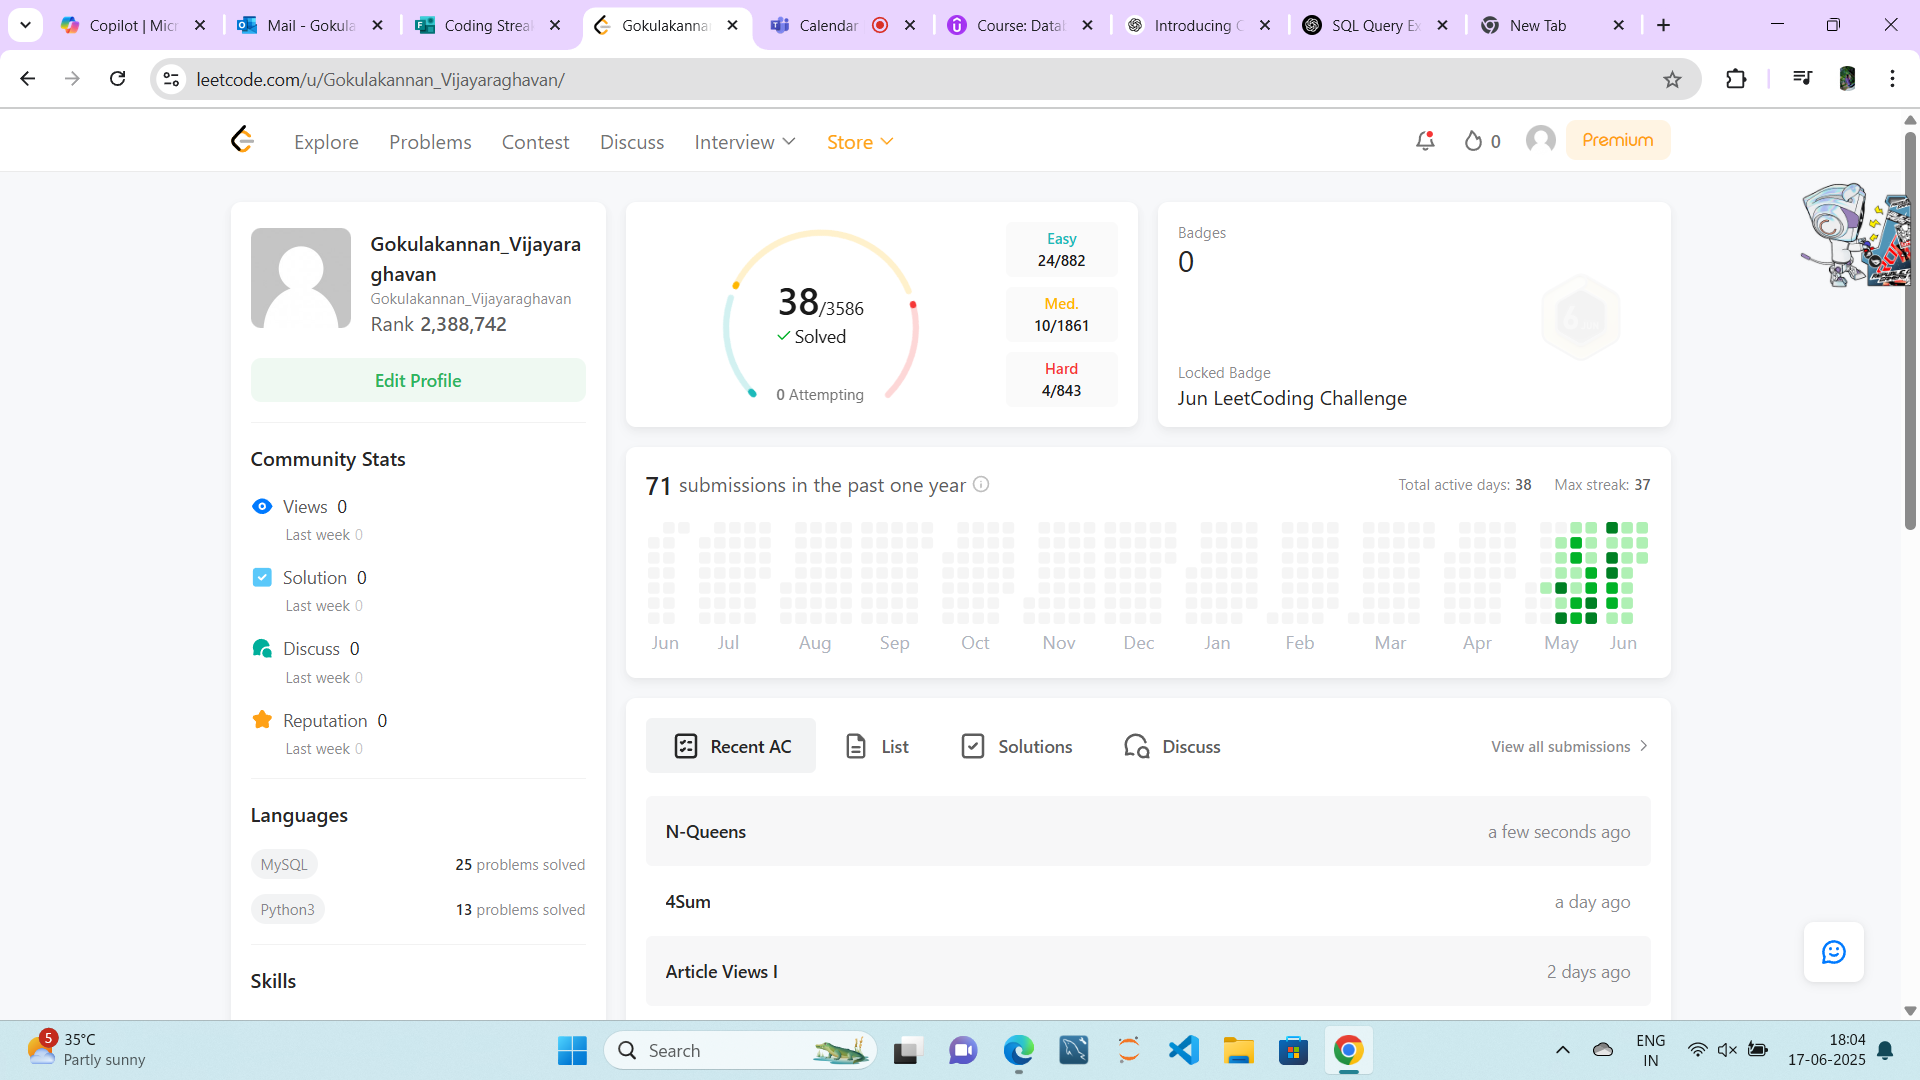 Copilot | Micr
Mail - Gokula
Coding Streak
Gokulakannan
Calendar
Course: Datab
Introducing C
SQL Query Ex
New Tab
leetcode.com/u/Gokulakannan_Vijayaraghavan/
Explore
Problems
Contest
Discuss
Interview
Store
0
Premium
Gokulakannan_Vijayara
ghavan
Gokulakannan_Vijayaraghavan
Rank 2,388,742
Edit Profile
Community Stats
Views 0
Last week 0
Solution 0
Last week 0
Discuss 0
Last week 0
Reputation 0
Last week 0
Languages
MySQL
25 problems solved
Python3
13 problems solved
Skills
38/3586
Solved
0 Attempting
Easy
24/882
Med.
10/1861
Hard
4/843
Badges
0
Locked Badge
Jun LeetCoding Challenge
71 submissions in the past one year
Total active days: 38
Max streak: 37
Jun Jul Aug Sep Oct Nov Dec Jan Feb Mar Apr May Jun
Recent AC
List
Solutions
Discuss
View all submissions
N-Queens
a few seconds ago
4Sum
a day ago
Article Views I
2 days ago
5
35°C
Partly sunny
Search
ENG
IN
18:04
17-06-2025